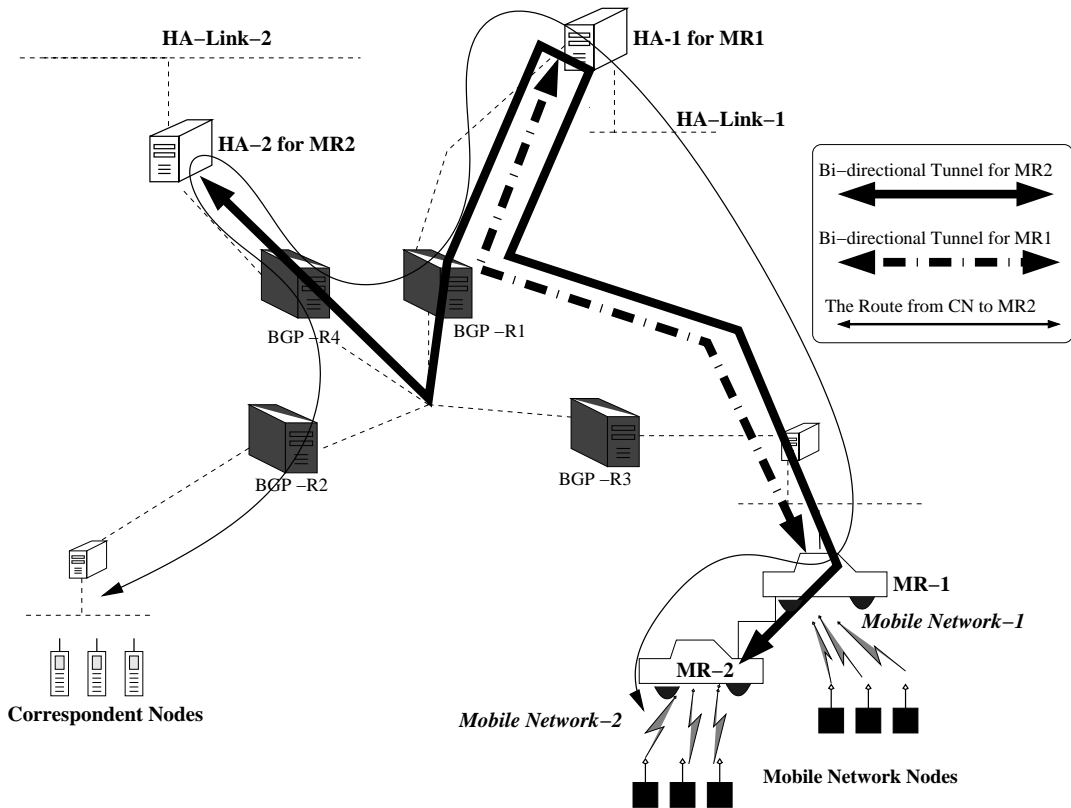 HA–Link–2
HA-1 for MR1
HA–Link–1
HA–2 for MR2
Bi–directional Tunnel for MR2
Bi–directional Tunnel for MR1
The Route from CN to MR2
BGP –R4
BGP –R1
BGP –R2
BGP –R3
MR–1
Mobile Network–1
MR–2
Correspondent Nodes
Mobile Network–2
Mobile Network Nodes